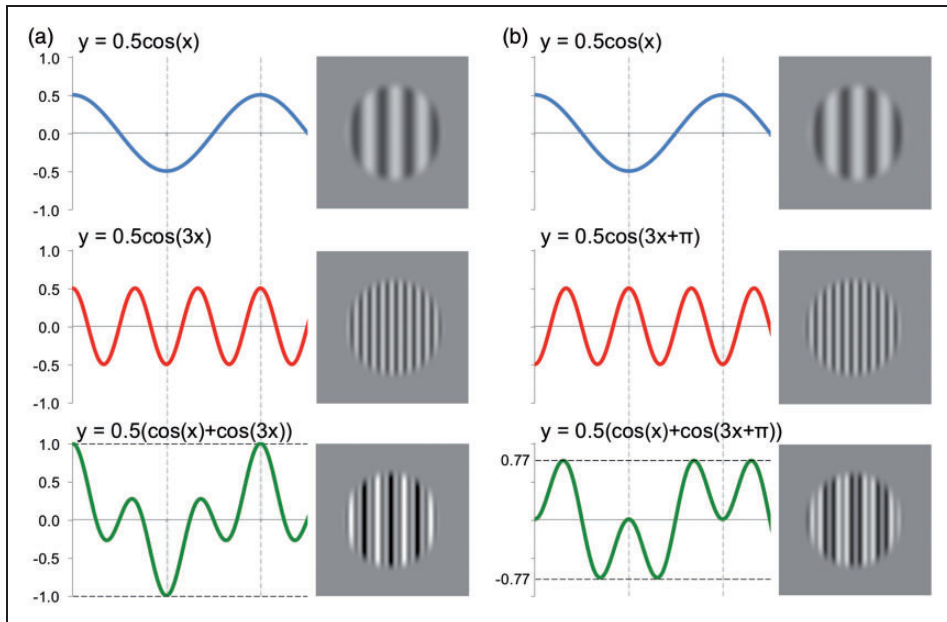 (a)
y = 0.5cos(x)
1.0
0.5
0.0
-0.5
-1.0
y = 0.5cos(3x)
1.0
0.5
0.0
-0.5
-1.0
y = 0.5(cos(x)+cos(3x))
1.0
0.5
0.0
-0.5
-1.0
(b)
y = 0.5cos(x)
y = 0.5cos(3x+π)
y = 0.5(cos(x)+cos(3x+π))
0.77
-0.77